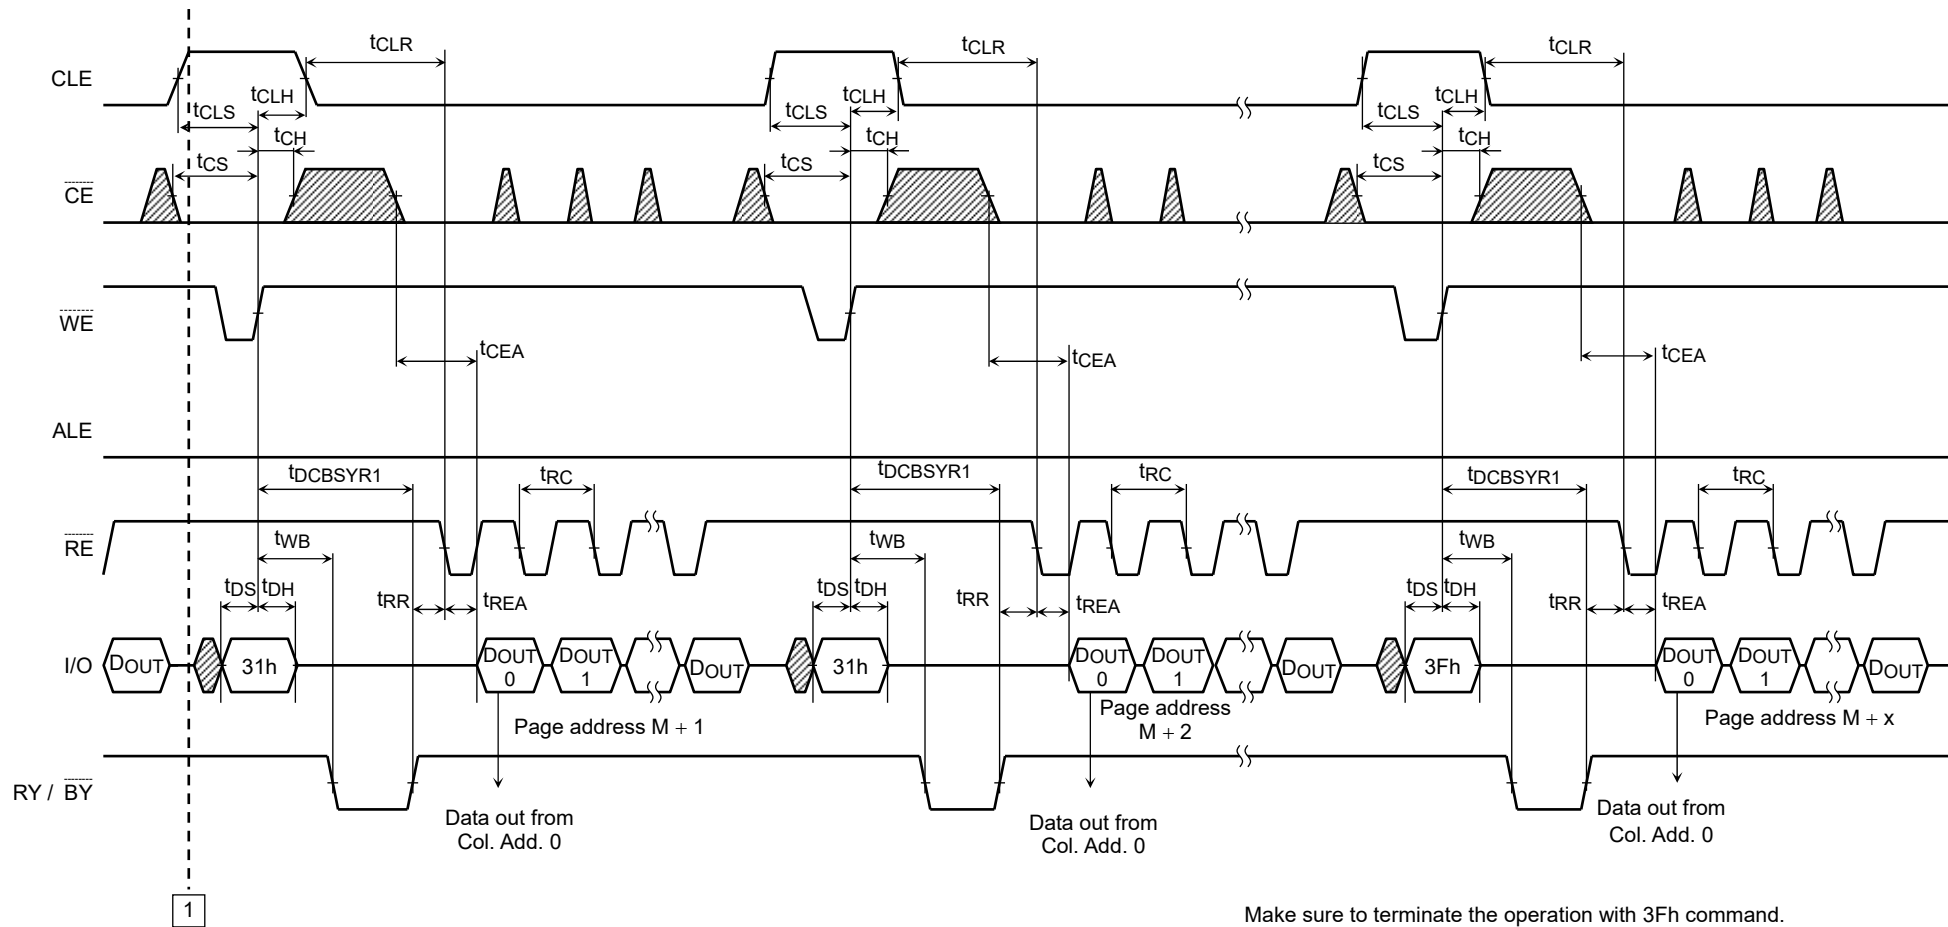 tCLR tCLR tCLR
CLE
tCLH tCLH tCLH
tCLS tCLS tCLS
tCH tCH tCH
tCS tCS tCS
CE
WE
tCEA tCEA tCEA
ALE
tDCBSYR1 tRC tDCBSYR1 tRC tDCBSYR1 tRC
RE
tWB tWB tWB
tDS tDH tDS tDH tDS tDH
tRR tREA tRR tREA tRR tREA
I/O DOUT 31h DOUT 0 DOUT 1 DOUT 31h DOUT 0 DOUT 1 DOUT 3Fh DOUT 0 DOUT 1 DOUT
Page address M + 1
Page address
M + 2
Page address M + x
RY / BY
Data out from
Col. Add. 0
Data out from
Col. Add. 0
Data out from
Col. Add. 0
1
Make sure to terminate the operation with 3Fh command.